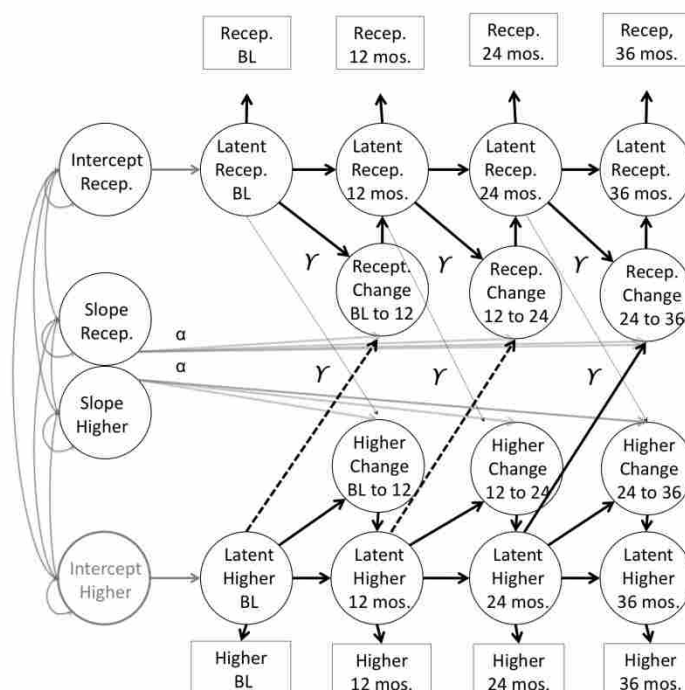 Recep.
BL
Recep.
12 mos.
Recep.
24 mos.
Recep,
36 mos.
Intercept
Recep.
Latent
Recep.
BL
Latent
Recep.
12 mos.
Latent
Recep.
24 mos.
Latent
Recept.
36 mos.
ϒ
ϒ
ϒ
Recept.
Change
BL to 12
Recep.
Change
12 to 24
Recep.
Change
24 to 36
Slope
Recep.
α
α
Slope
Higher
ϒ
ϒ
ϒ
Higher
Change
BL to 12
Higher
Change
12 to 24
Higher
Change
24 to 36
Intercept
Higher
Latent
Higher
BL
Latent
Higher
12 mos.
Latent
Higher
24 mos.
Latent
Higher
36 mos.
Higher
BL
Higher
12 mos.
Higher
24 mos.
Higher
36 mos.